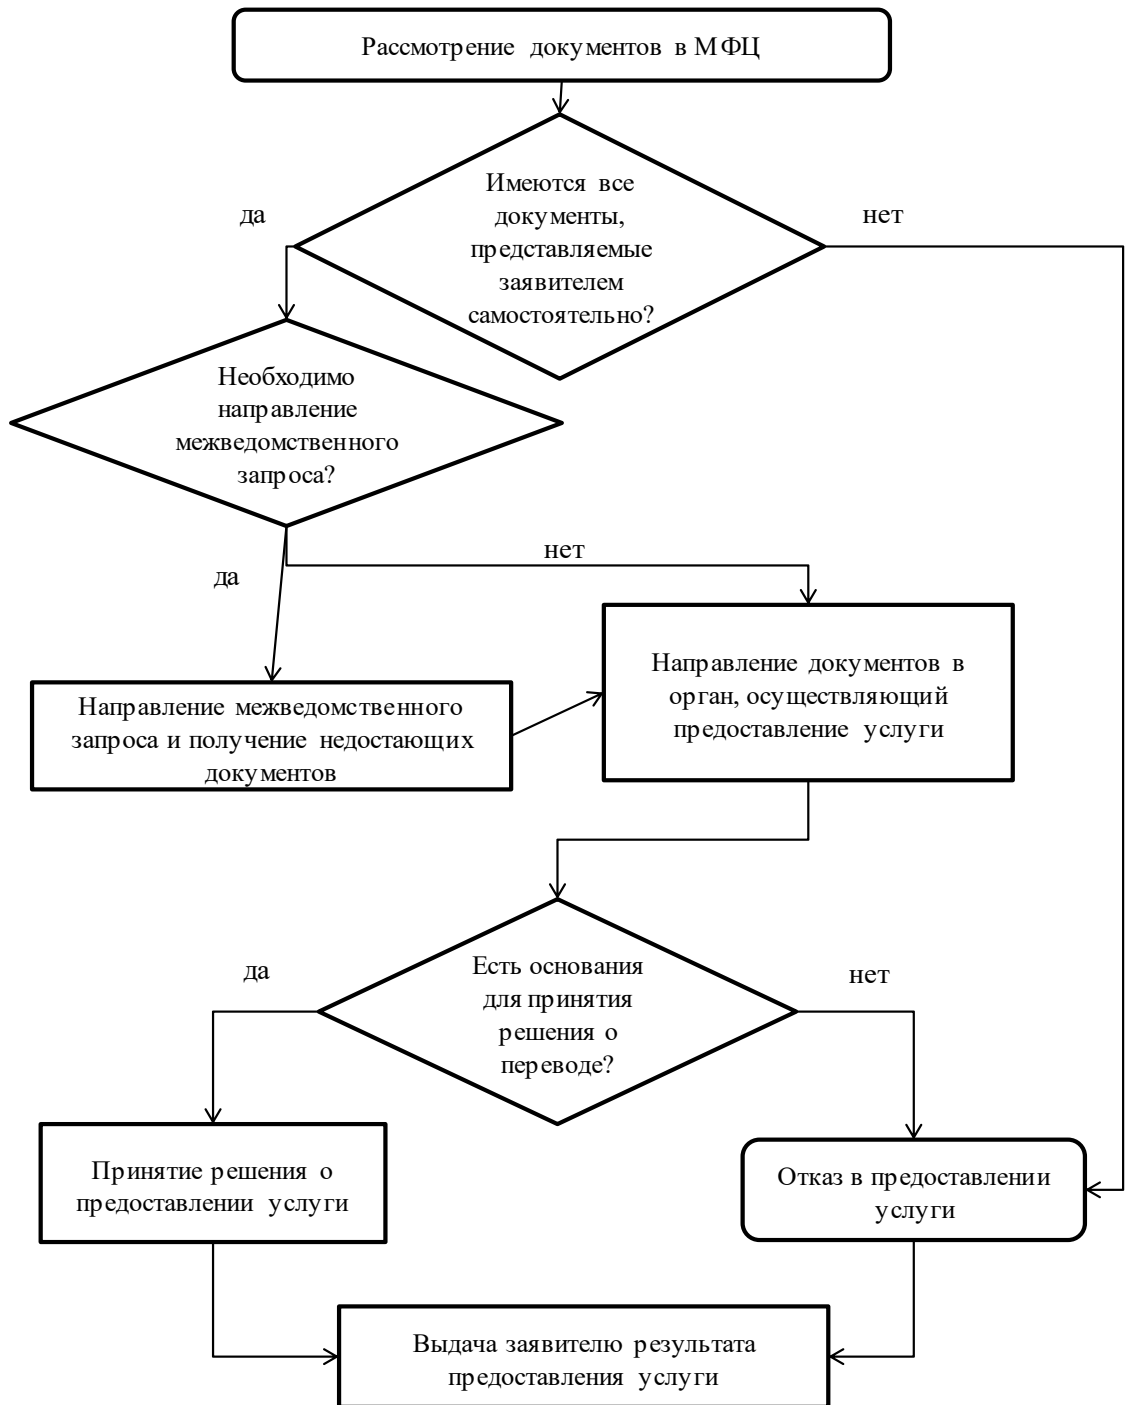 Рассмотрение документов в МФЦ
Имеются все
документы,
представляемые
заявителем
самостоятельно?
да
нет
Необходимо
направление
межведомственного
запроса?
да
нет
Направление документов в
орган, осуществляющий
предоставление услуги
Направление межведомственного
запроса и получение недостающих
документов
Есть основания
для принятия
решения о
переводе?
да
нет
Принятие решения о
предоставлении услуги
Отказ в предоставлении
услуги
Выдача заявителю результата
предоставления услуги